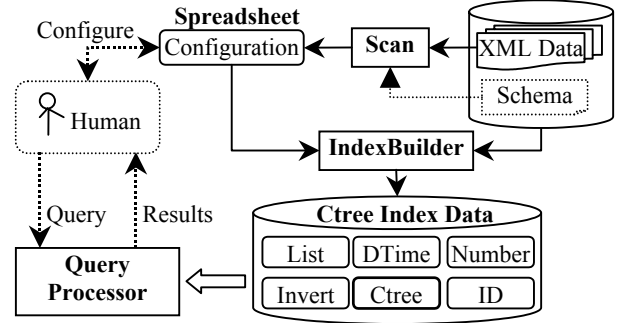 Spreadsheet
Configure
Configuration
Scan
XML Data
Schema
Human
IndexBuilder
Query
Results
Ctree Index Data
List
DTime
Number
Query
Processor
Invert
Ctree
ID